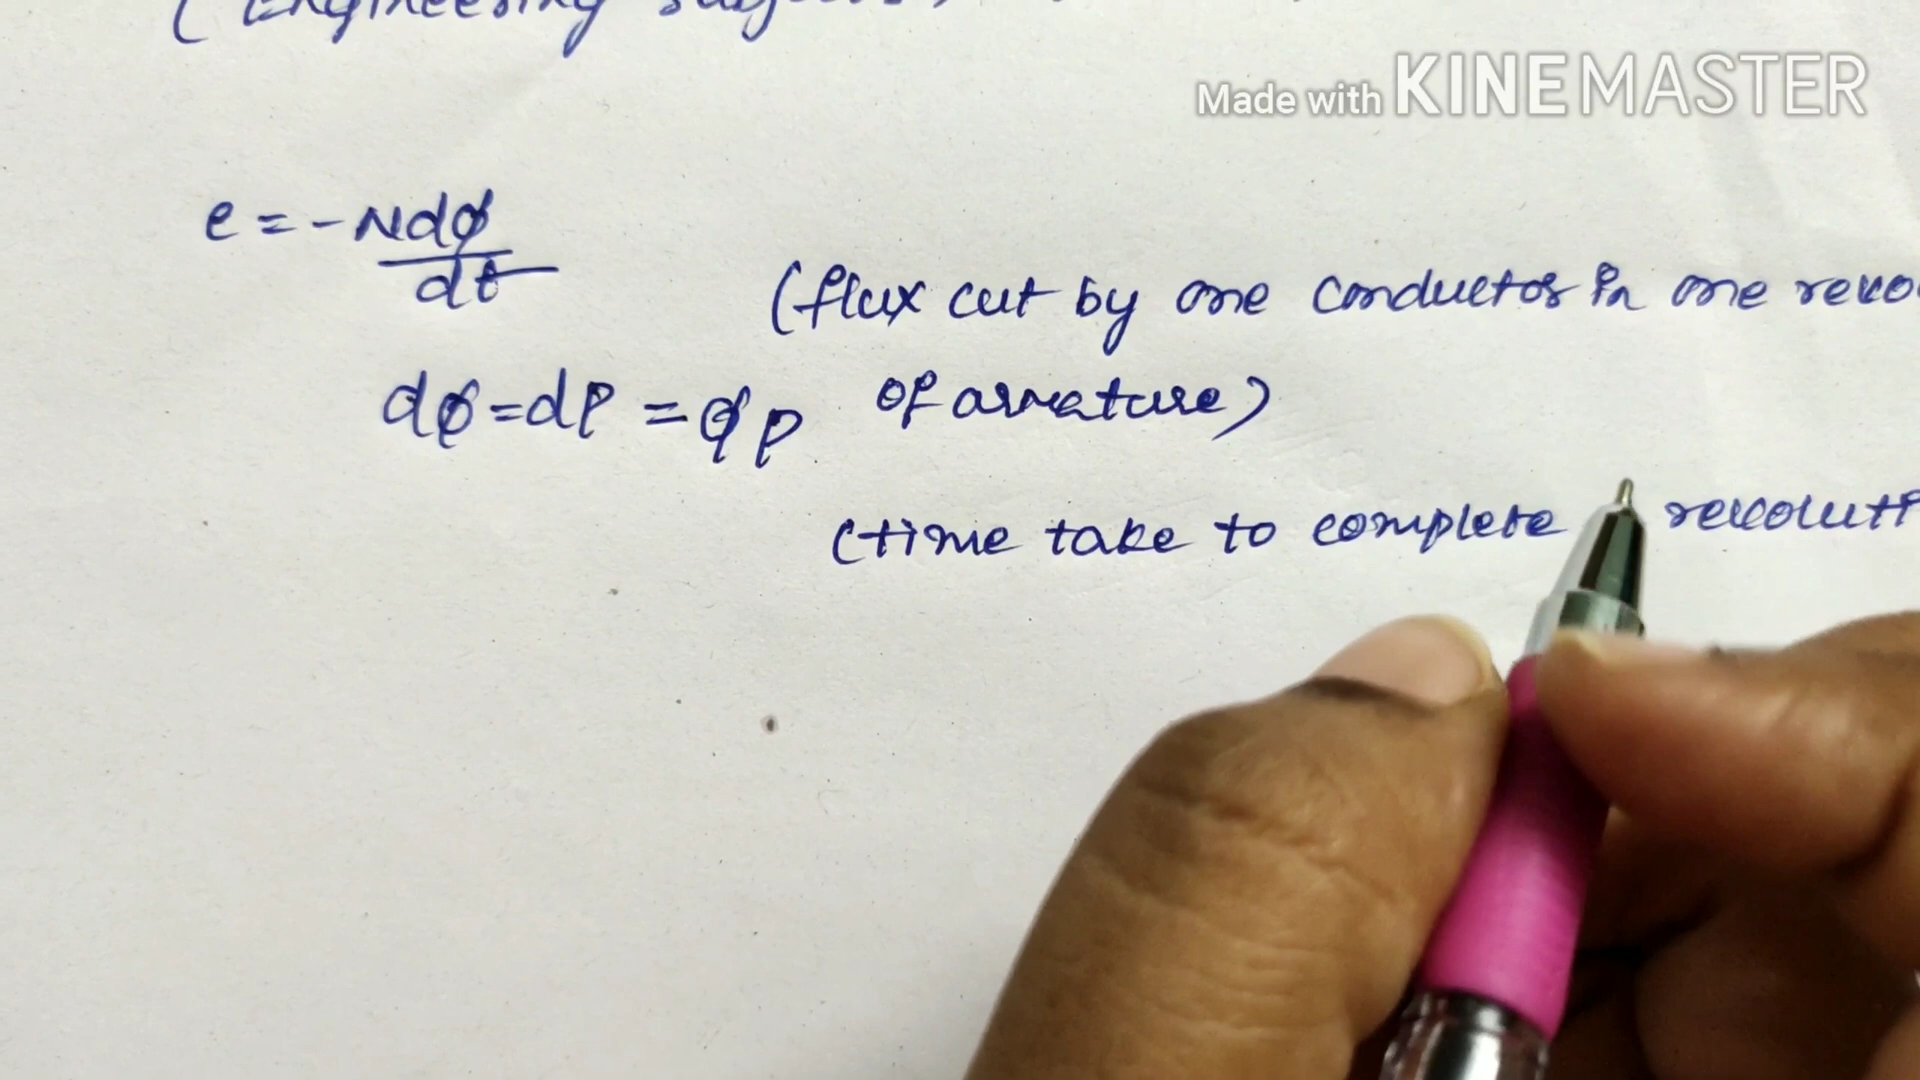 Made with KINEMASTER
e = - N dφ
dt
(flux cut by one conductor in one
dφ = dP = φP of armature)
(time take to complete